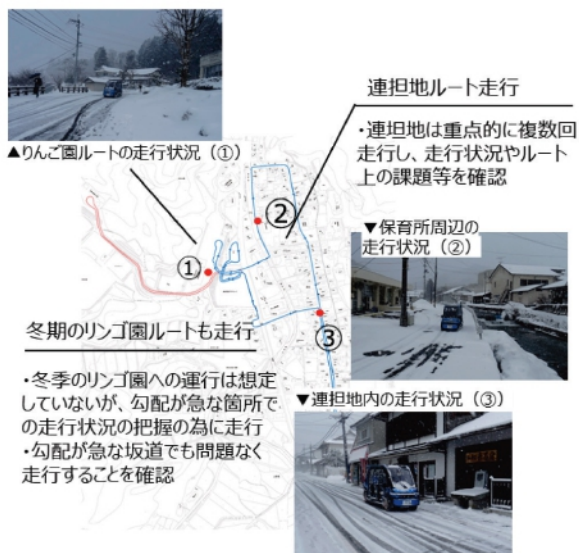 ▲りんご園ルートの走行状況（①）
連担地ルート走行
・連坦地は重点的に複数回
走行し、走行状況やルート
上の課題等を確認
②
①
③
▼保育所周辺の
走行状況（②）
冬期のリンゴ園ルートも走行
・冬季のリンゴ園への運行は想定
していないが、勾配が急な箇所で
の走行状況の把握の為に走行
・勾配が急な坂道でも問題なく
走行することを確認
▼連担地内の走行状況（③）